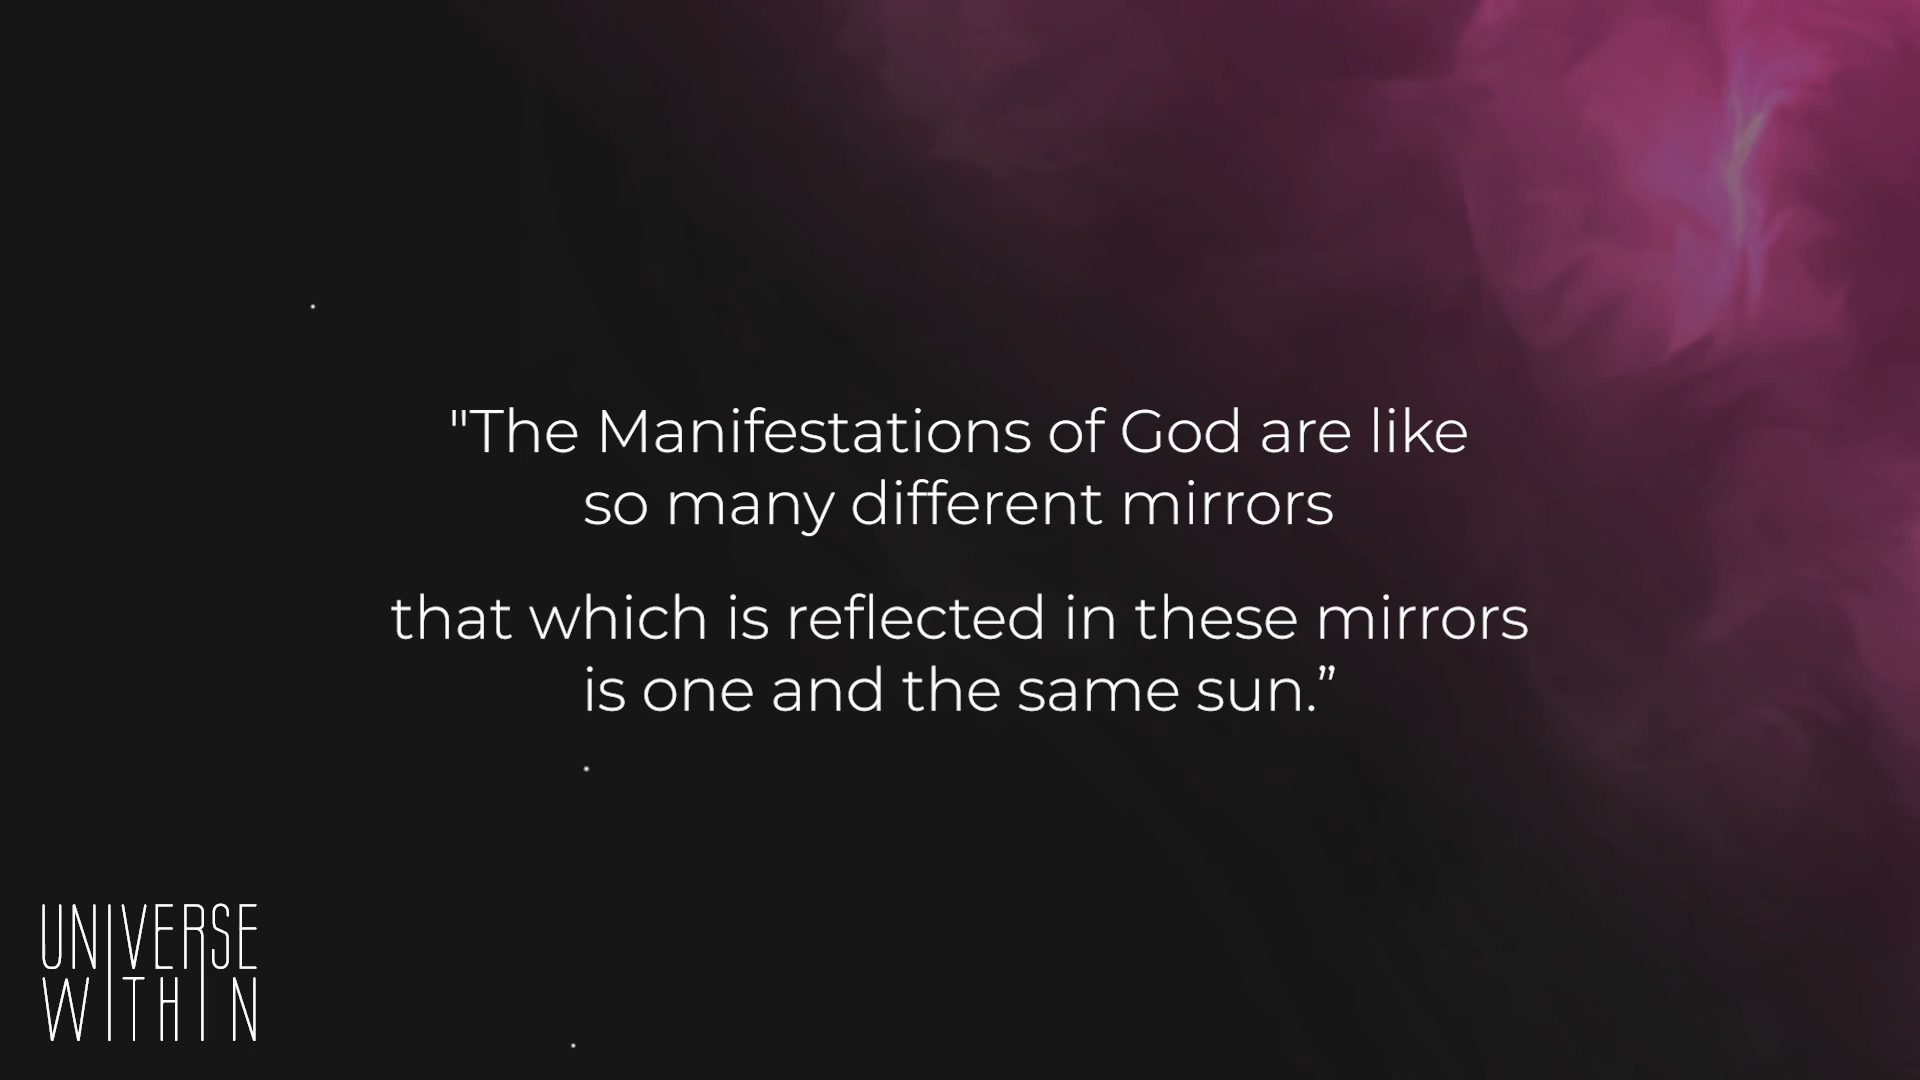 "The Manifestations of God are like
so many different mirrors
that which is reflected in these mirrors
is one and the same sun.”
UNIVERSE
WITHIN